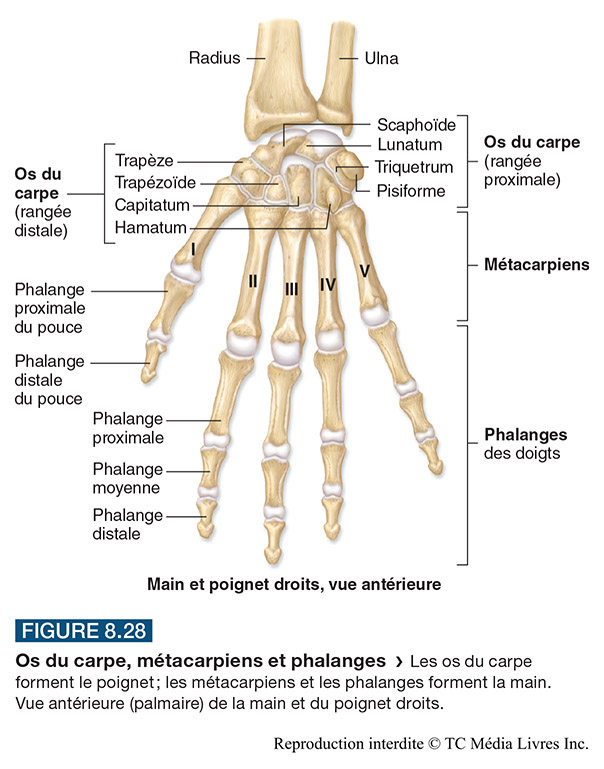 Radius
Ulna
Scaphoïde
Lunatum
Triquetrum
Pisiforme
Os du carpe
(rangée
proximale)
Os du
carpe
(rangée
distale)
Trapèze
Trapézoïde
Capitatum
Hamatum
I
II
III
IV
V
Métacarpiens
Phalange
proximale
du pouce
Phalange
distale
du pouce
Phalange
proximale
Phalange
moyenne
Phalange
distale
Phalanges
des doigts
Main et poignet droits, vue antérieure
FIGURE 8.28
Os du carpe, métacarpiens et phalanges › Les os du carpe
forment le poignet; les métacarpiens et les phalanges forment la main.
Vue antérieure (palmaire) de la main et du poignet droits.
Reproduction interdite © TC Média Livres Inc.